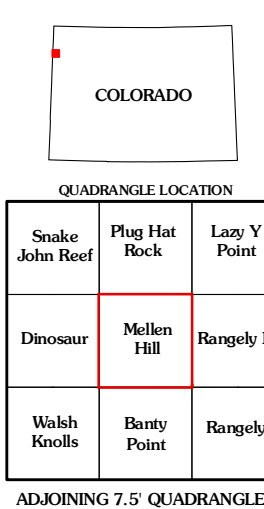 COLORADO
QUADRANGLE LOCATION
Snake
John Reef
Plug Hat
Rock
Lazy Y
Point
Dinosaur
Mellen
Hill
Rangely
Walsh
Knolls
Banty
Point
Rangely
ADJOINING 7.5' QUADRANGLE